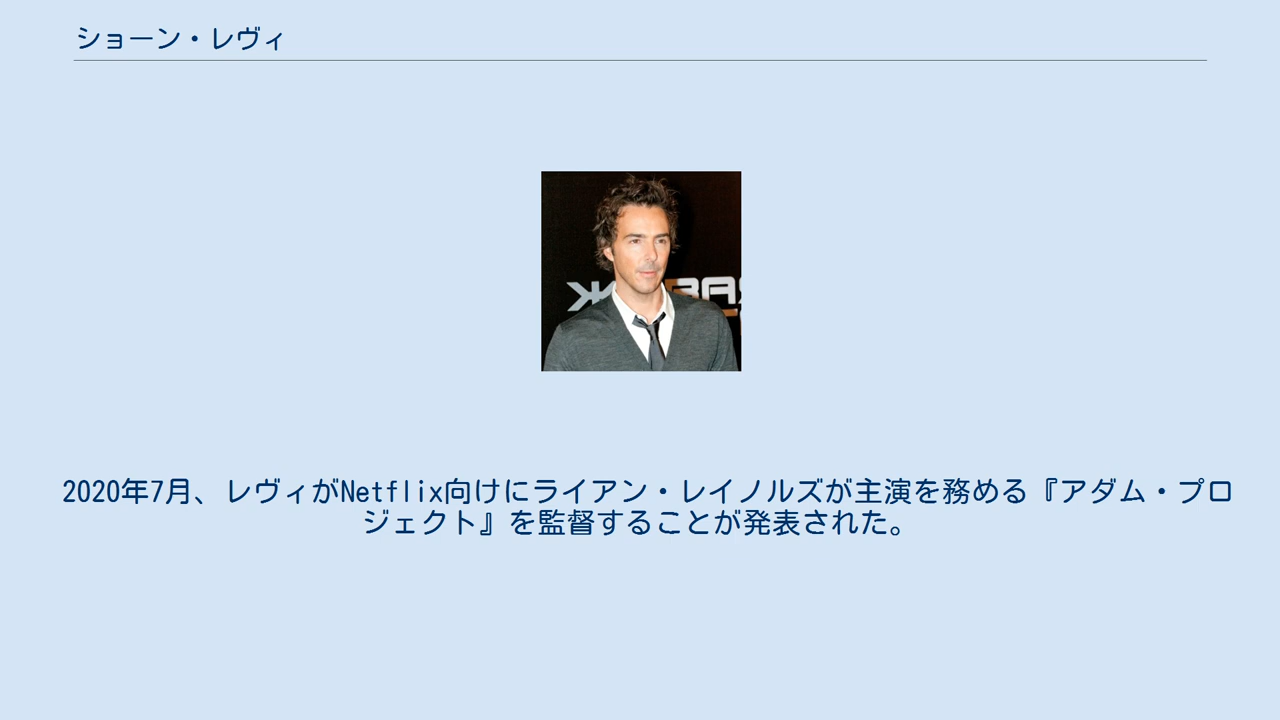 ショーン・レヴィ
2020年7月、レヴィがNetflix向けにライアン・レイノルズが主演を務める『アダム・プロ
ジェクト』を監督することが発表された。